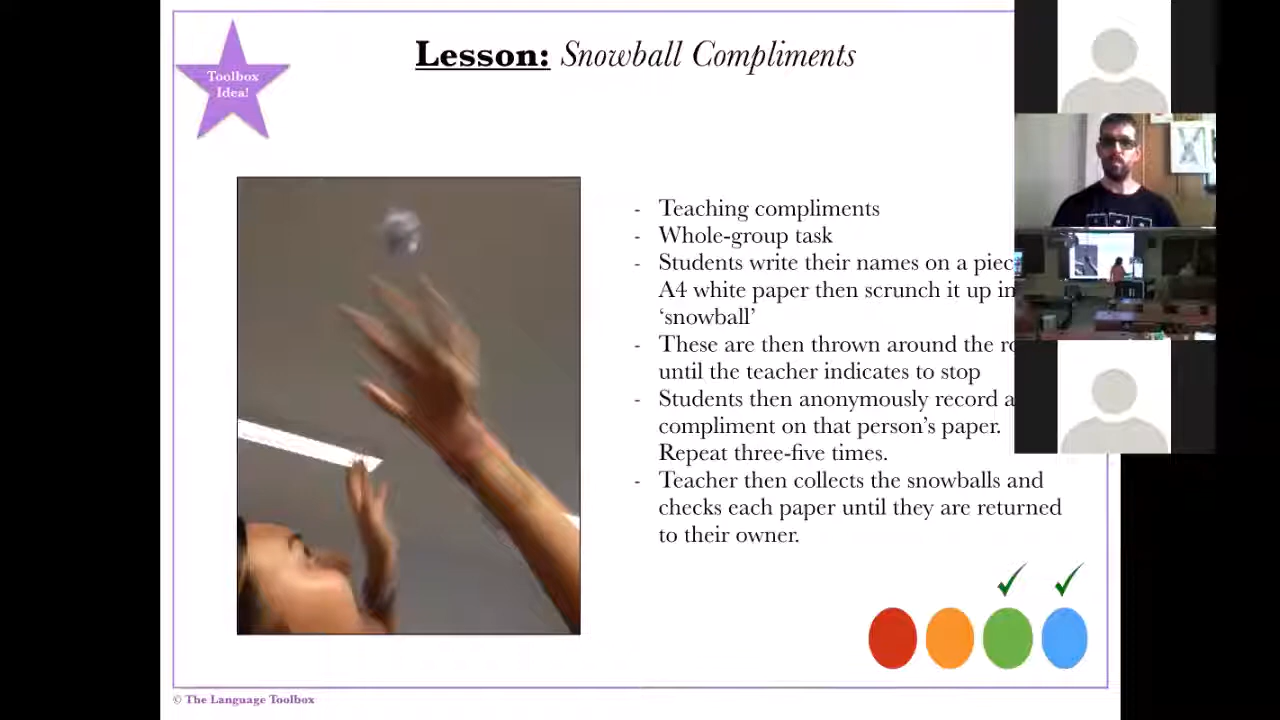 Lesson: Snowball Compliments
Toolbox
Idea!
- Teaching compliments
- Whole-group task
- Students write their names on a
A4 white paper then scrunch it up
‘snowball’
- These are then thrown around the
until the teacher indicates to stop
- Students then anonymously record a
compliment on that person’s paper.
Repeat three-five times.
- Teacher then collects the snowballs and
checks each paper until they are returned
to their owner.
© The Language Toolbox